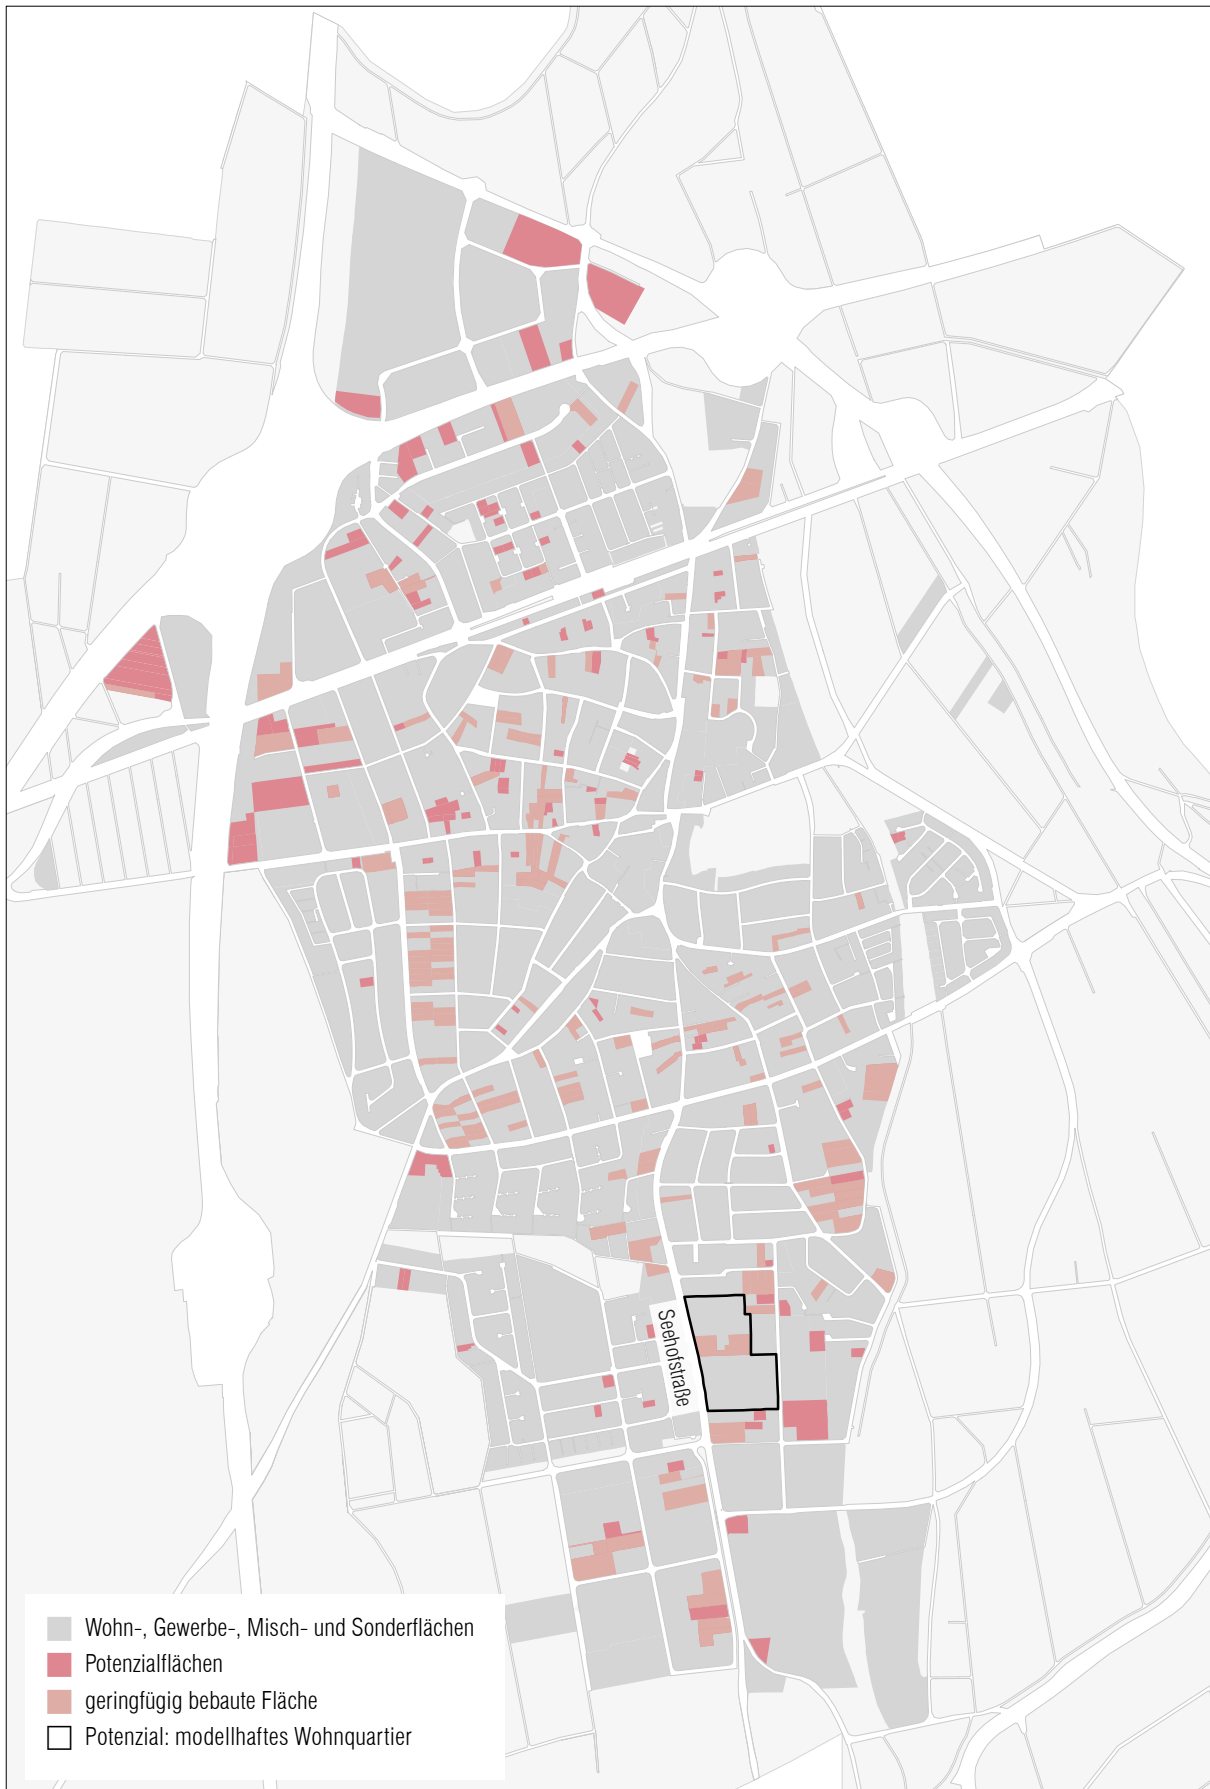 Seehofstraße
Wohn-, Gewerbe-, Misch- und Sonderflächen
Potenzialflächen
geringfügig bebaute Fläche
Potenzial: modellhaftes Wohnquartier